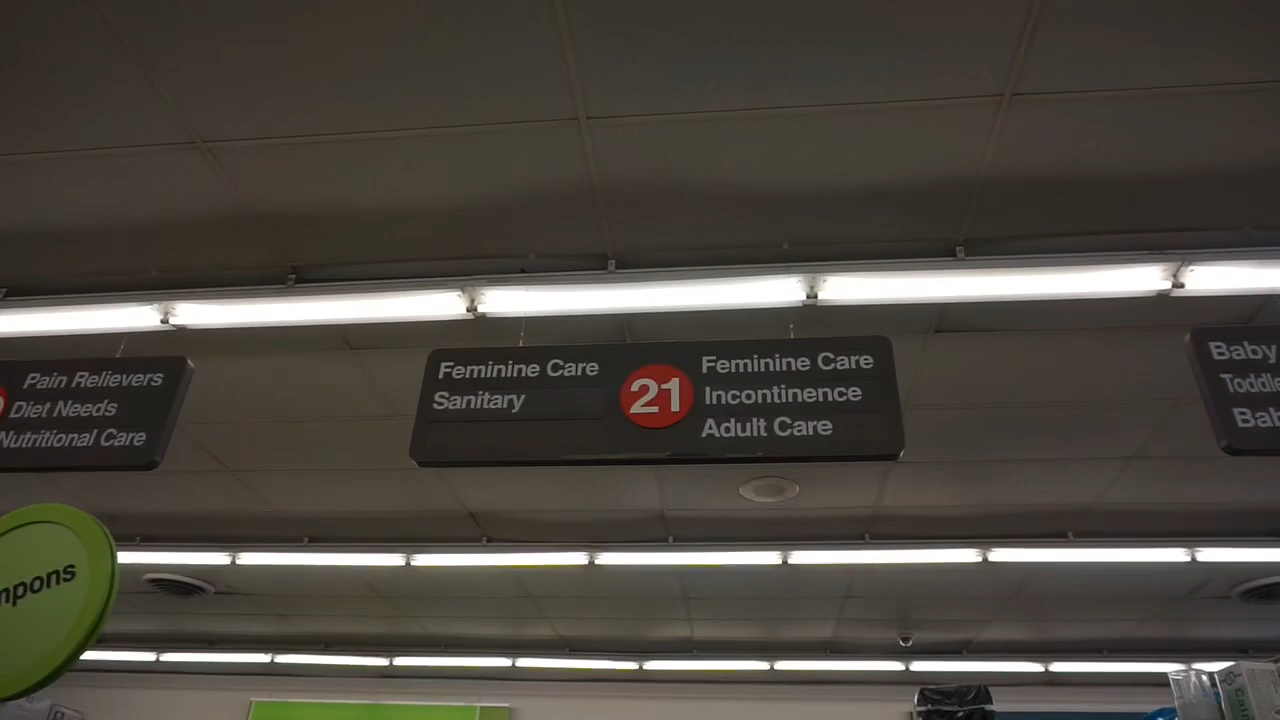 Pain Relievers
Diet Needs
Nutritional Care
Feminine Care
Sanitary
21
Feminine Care
Incontinence
Adult Care
Baby